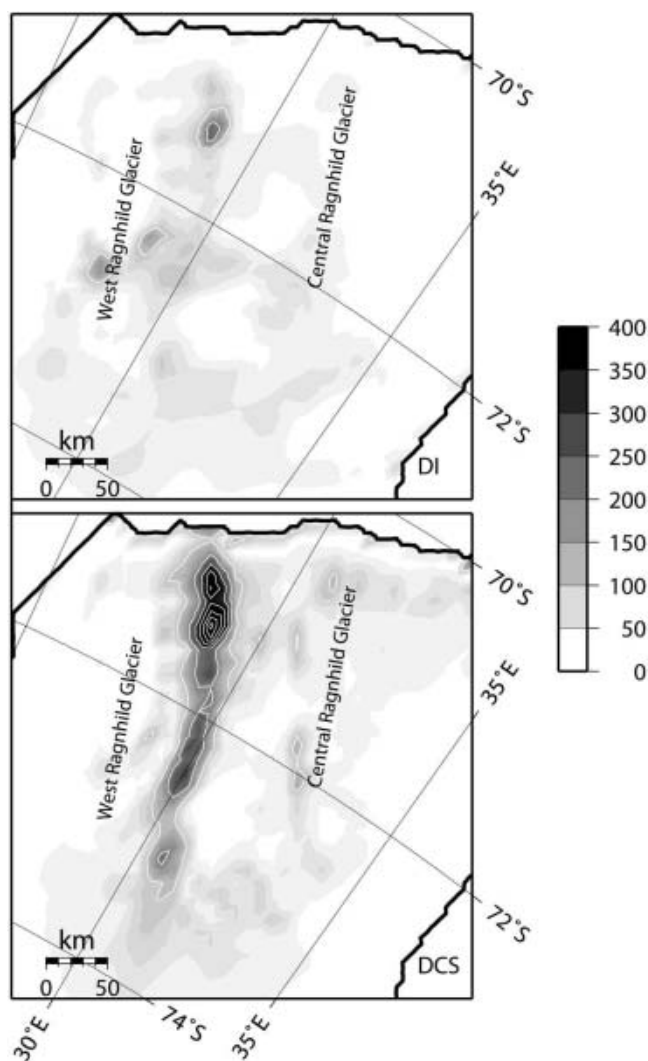 70°S
35°E
West Ragnhild Glacier
Central Ragnhild Glacier
72°S
km
0 50
DI
400
350
300
250
200
150
100
50
0
70°S
35°E
West Ragnhild Glacier
Central Ragnhild Glacier
72°S
km
0 50
DCS
30°E
74°S
35°E